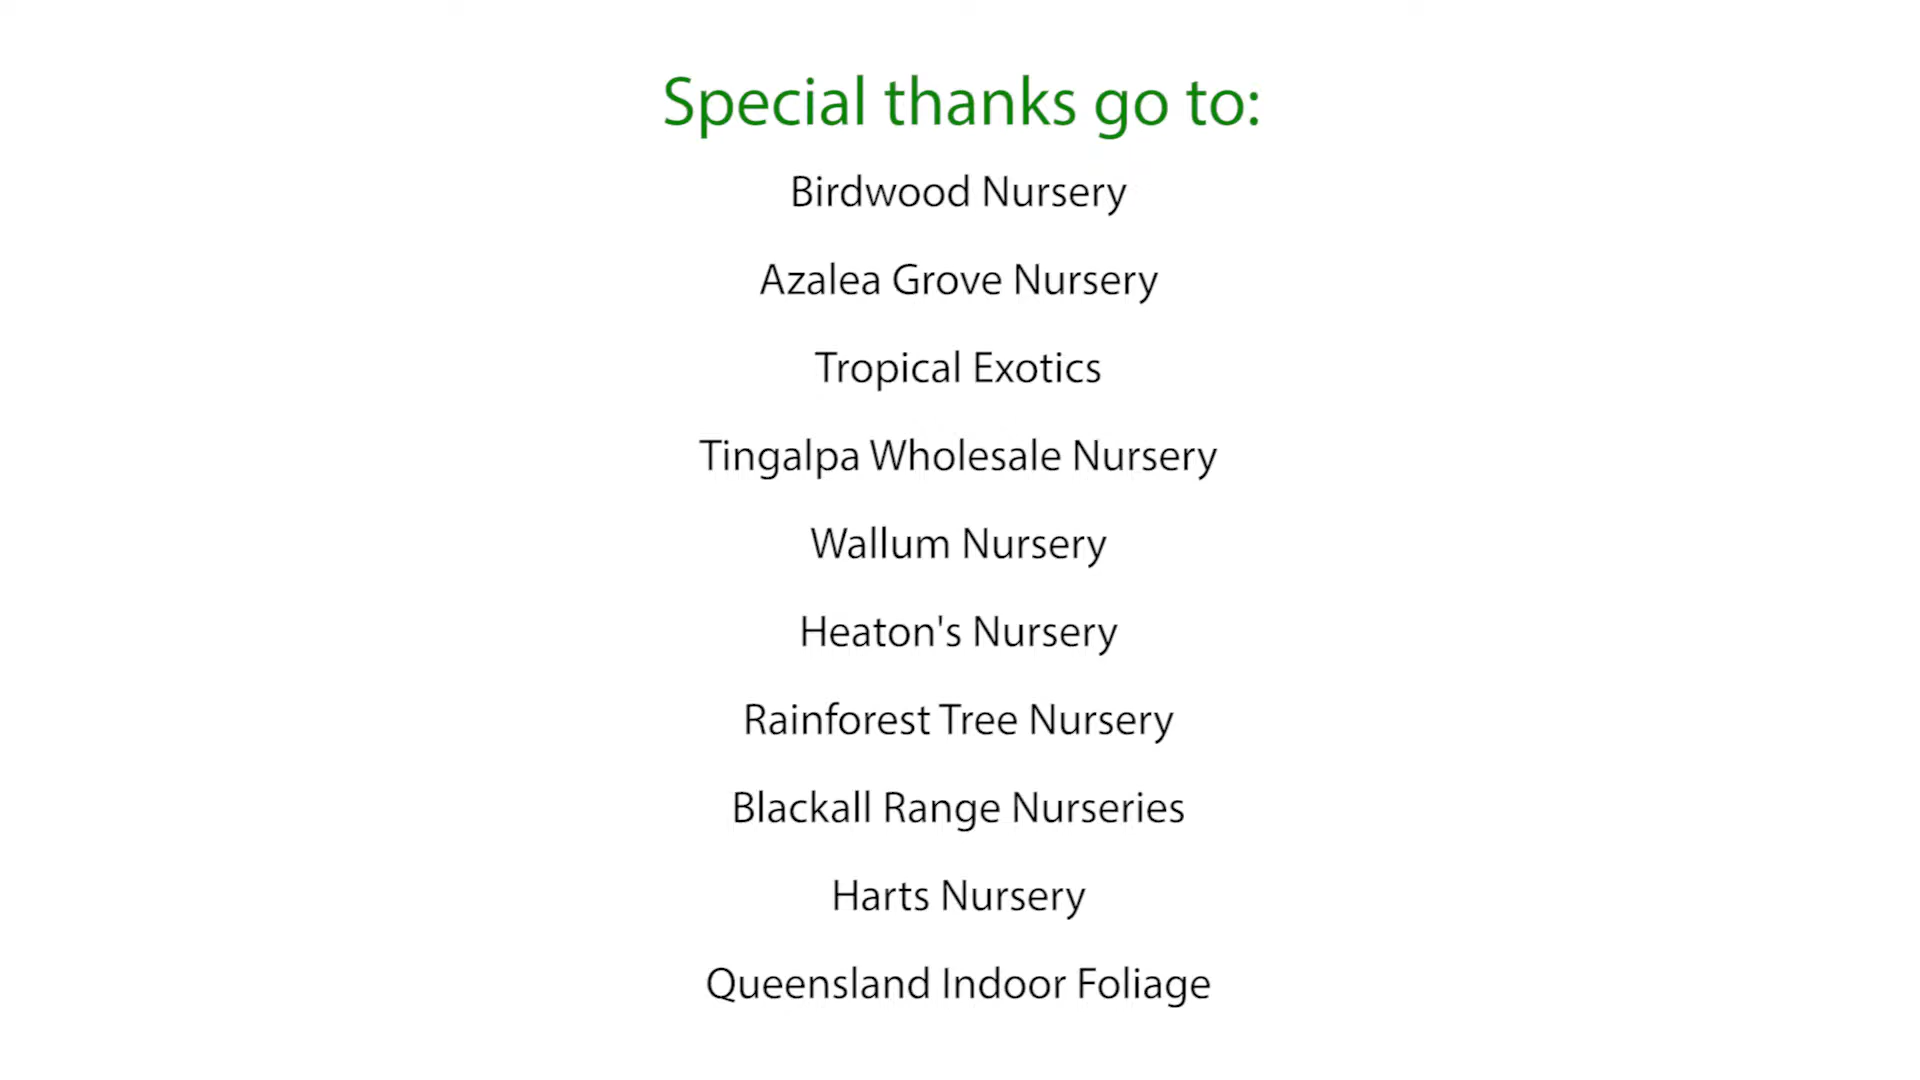 Special thanks go to:
Birdwood Nursery
Azalea Grove Nursery
Tropical Exotics
Tingalpa Wholesale Nursery
Wallum Nursery
Heaton's Nursery
Rainforest Tree Nursery
Blackall Range Nurseries
Harts Nursery
Queensland Indoor Foliage